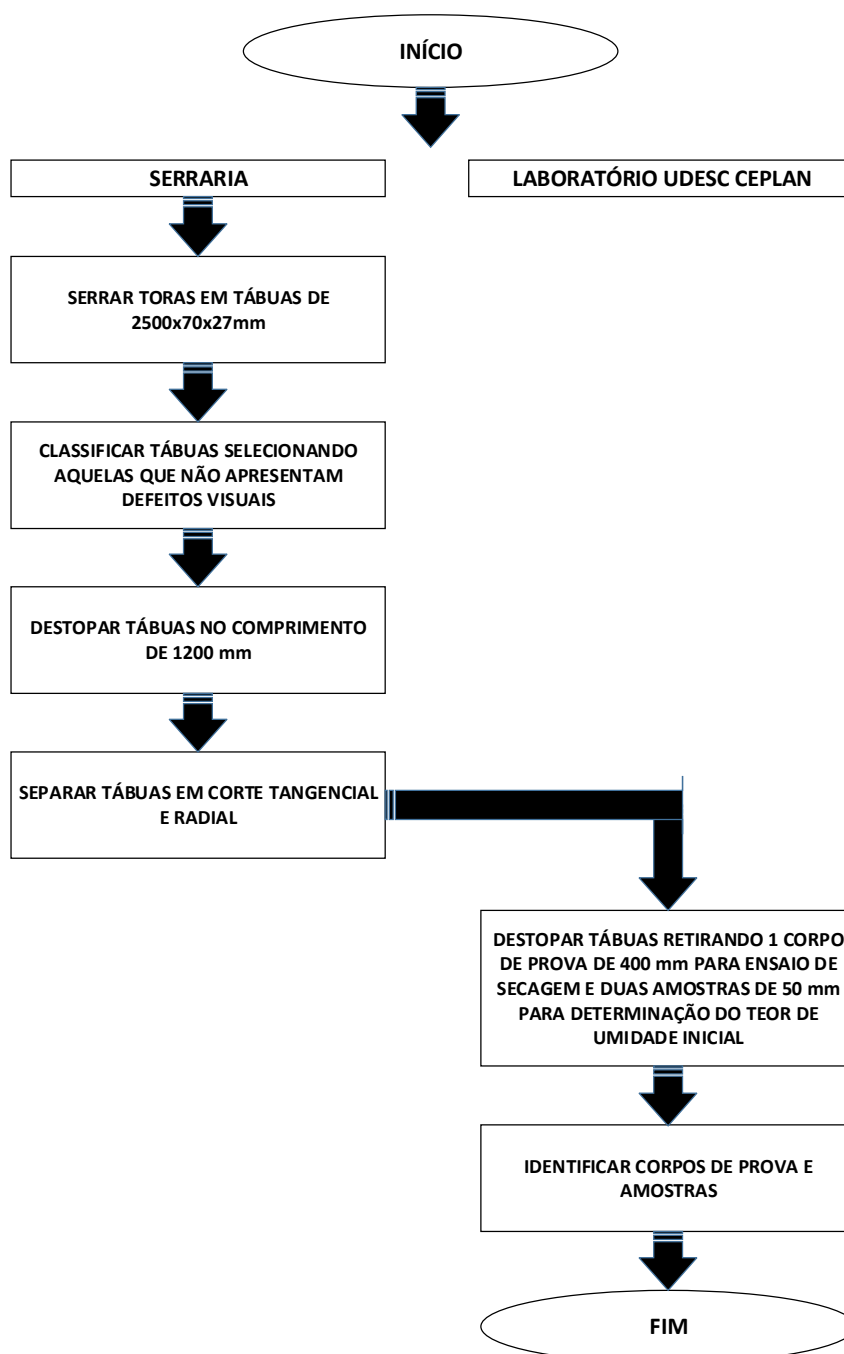 INÍCIO
SERRARIA
LABORATÓRIO UDESC CEPLAN
SERRAR TORAS EM TÁBUAS DE
2500x70x27mm
CLASSIFICAR TÁBUAS SELECIONANDO
AQUELAS QUE NÃO APRESENTAM
DEFEITOS VISUAIS
DESTOPAR TÁBUAS NO COMPRIMENTO
DE 1200 mm
SEPARAR TÁBUAS EM CORTE TANGENCIAL
E RADIAL
DESTOPAR TÁBUAS RETIRANDO 1 CORPO
DE PROVA DE 400 mm PARA ENSAIO DE
SECAGEM E DUAS AMOSTRAS DE 50 mm
PARA DETERMINAÇÃO DO TEOR DE
UMIDADE INICIAL
IDENTIFICAR CORPOS DE PROVA E
AMOSTRAS
FIM